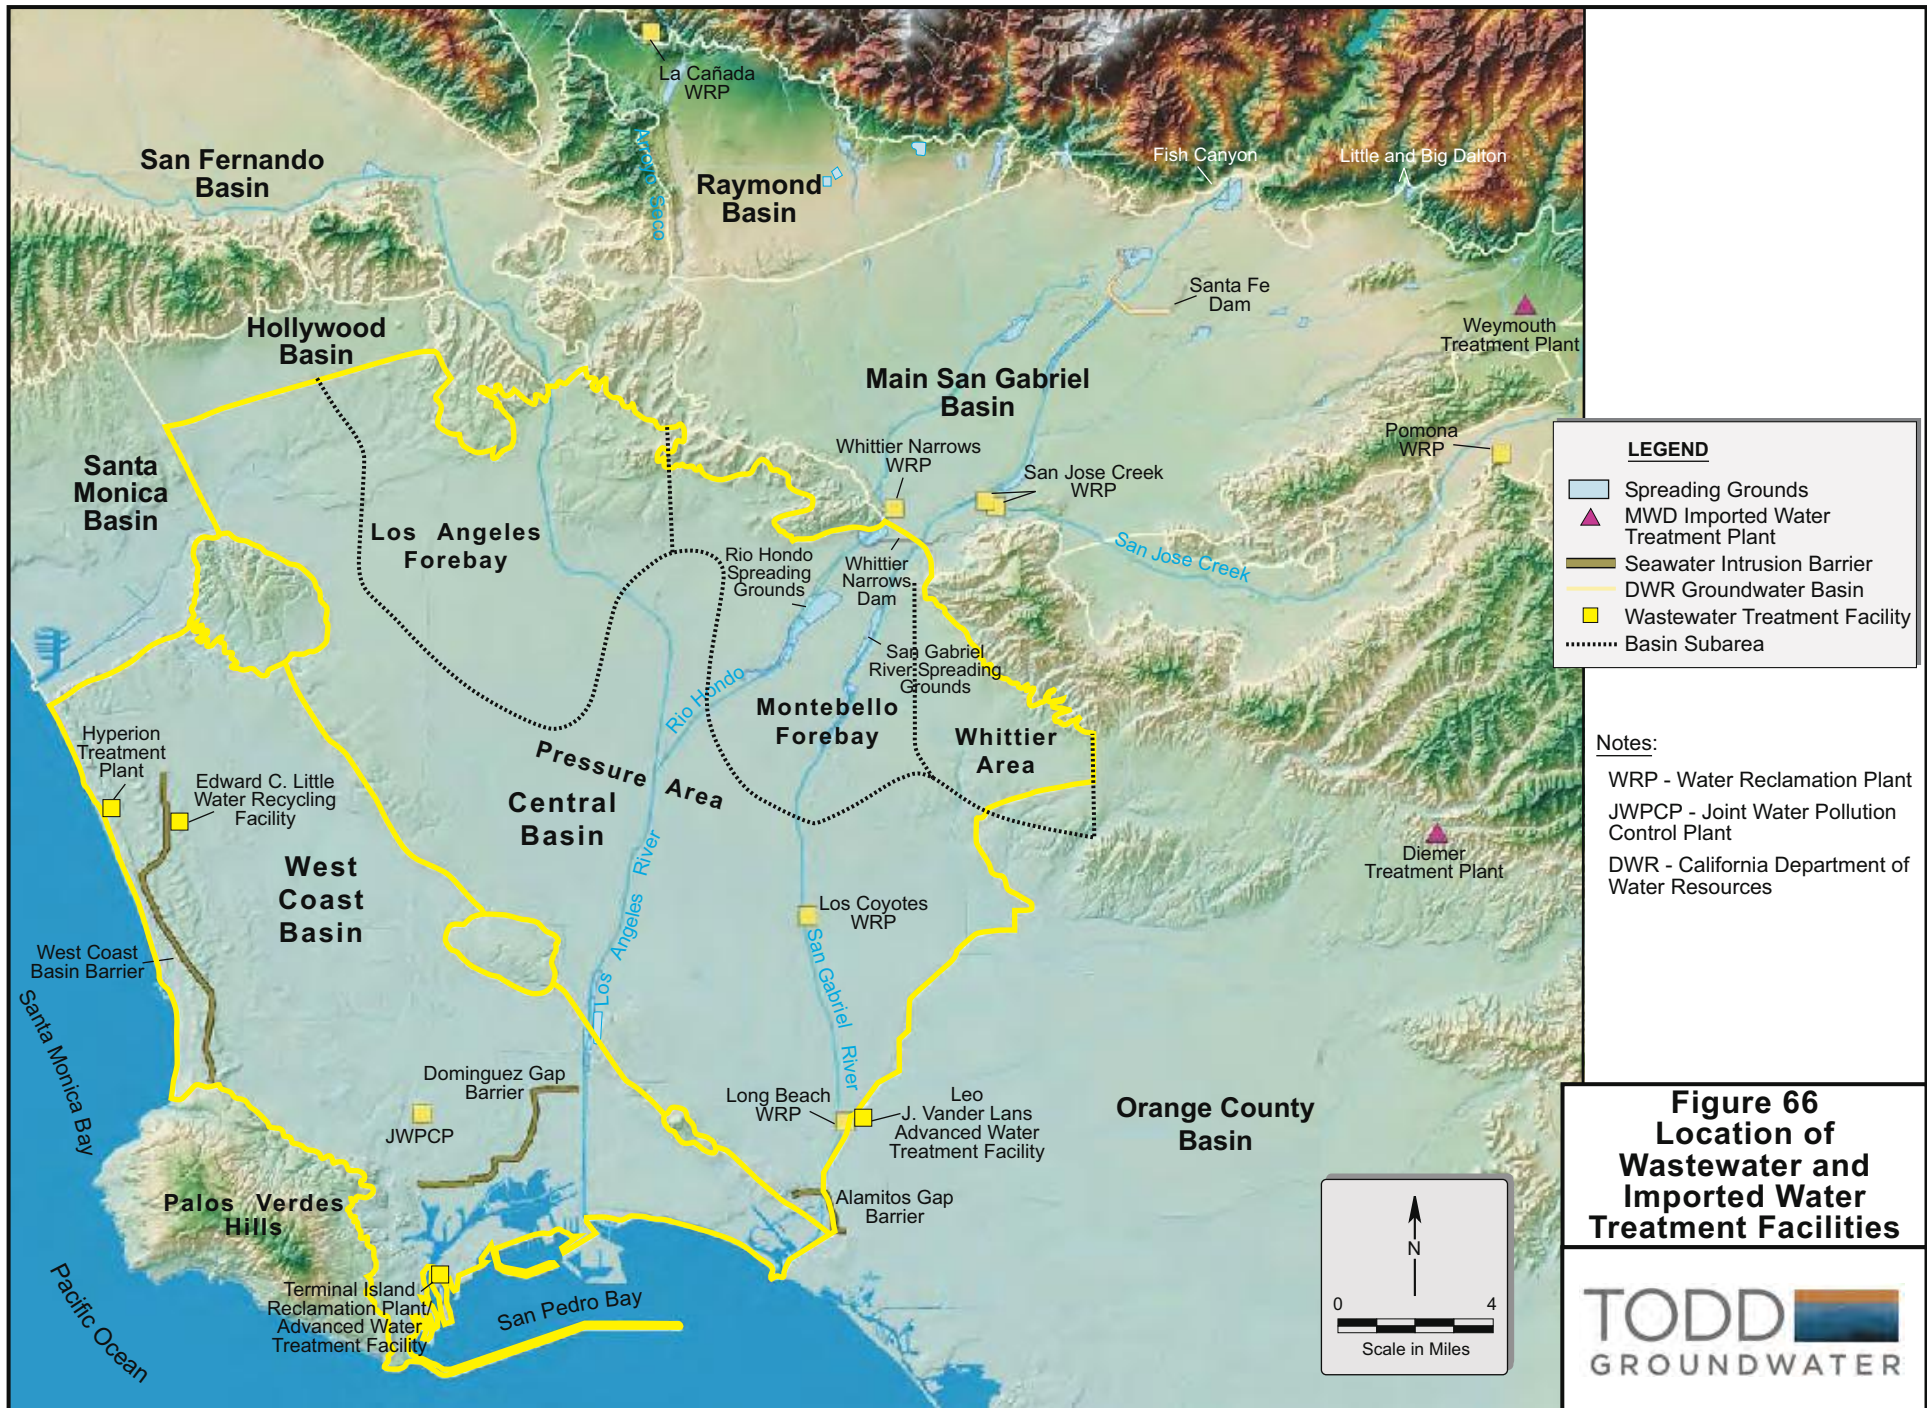 La Cañada
WRP
Arroyo Seco
San Fernando
Basin
Raymond
Basin
Fish Canyon
Little and Big Dalton
Santa Fe
Dam
Weymouth
Treatment Plant
Hollywood
Basin
Main San Gabriel
Basin
Pomona
WRP
Whittier Narrows
WRP
San Jose Creek
WRP
Santa
Monica
Basin
Los Angeles
Forebay
Rio Hondo
Spreading
Grounds
Whittier
Narrows
Dam
San Jose Creek
San Gabriel
River Spreading
Grounds
Rio Hondo
Montebello
Forebay
Whittier
Area
Pressure Area
Hyperion
Treatment
Plant
Edward C. Little
Water Recycling
Facility
Central
Basin
West
Coast
Basin
Diemer
Treatment Plant
Los Coyotes
WRP
Los Angeles River
San Gabriel River
West Coast
Basin Barrier
Santa Monica Bay
Dominguez Gap
Barrier
JWPCP
Long Beach
WRP
Leo
J. Vander Lans
Advanced Water
Treatment Facility
Orange County
Basin
Palos Verdes
Hills
Alamitos Gap
Barrier
Terminal Island
Reclamation Plant/
Advanced Water
Treatment Facility
San Pedro Bay
Pacific Ocean
N
0 4
Scale in Miles
LEGEND
Spreading Grounds
MWD Imported Water
Treatment Plant
Seawater Intrusion Barrier
DWR Groundwater Basin
Wastewater Treatment Facility
Basin Subarea
Notes:
WRP - Water Reclamation Plant
JWPCP - Joint Water Pollution
Control Plant
DWR - California Department of
Water Resources
Figure 66
Location of
Wastewater and
Imported Water
Treatment Facilities
TODD
GROUNDWATER